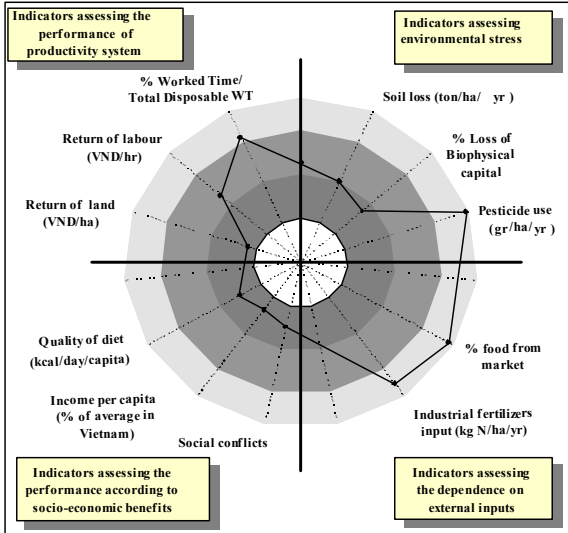 Indicators assessing the
performance of
productivity system
Indicators assessing
environmental stress
% Worked Time/
Total Disposable WT
Soil loss (ton/ha/ yr )
Return of labour
(VND/hr)
% Loss of
Biophysical
capital
Return of land
(VND/ha)
Pesticide use
(gr/ha/yr )
Quality of diet
(kcal/day/capita)
% food from
market
Income per capita
(% of average in
Vietnam)
Industrial fertilizers
input (kg N/ha/yr)
Social conflicts
Indicators assessing the
performance according to
socio-economic benefits
Indicators assessing
the dependence on
external inputs